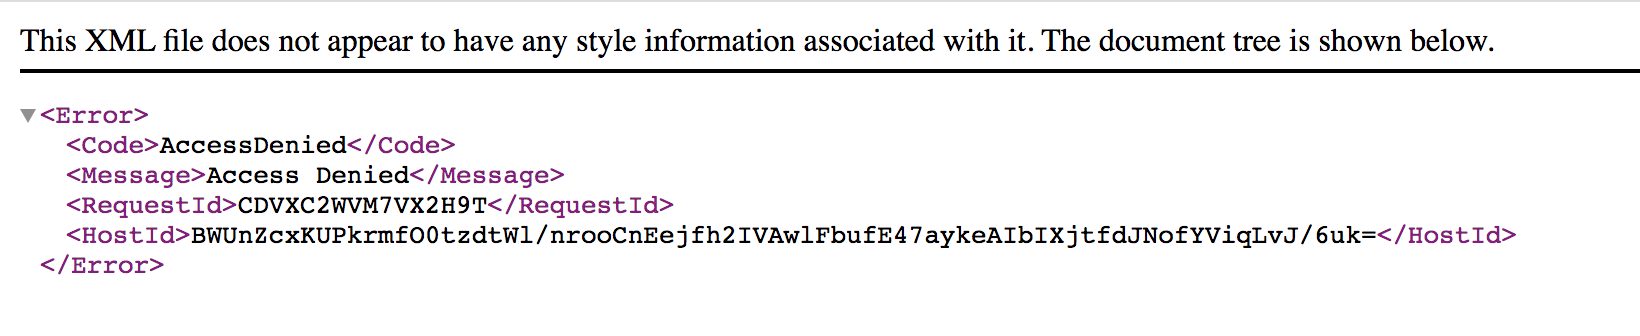 This XML file does not appear to have any style information associated with it. The document tree is shown below.
<Error>
<Code>AccessDenied</Code>
<Message>Access Denied</Message>
<RequestId>CDVXC2WVM7VX2H9T</RequestId>
<HostId>BWUnZcxKUPkrmfO0tzdtWl/nrooCnEejfh2IVAwlFbufE47aykeAIbIXjtfdJNofYViqLvJ/6uk=</HostId>
</Error>